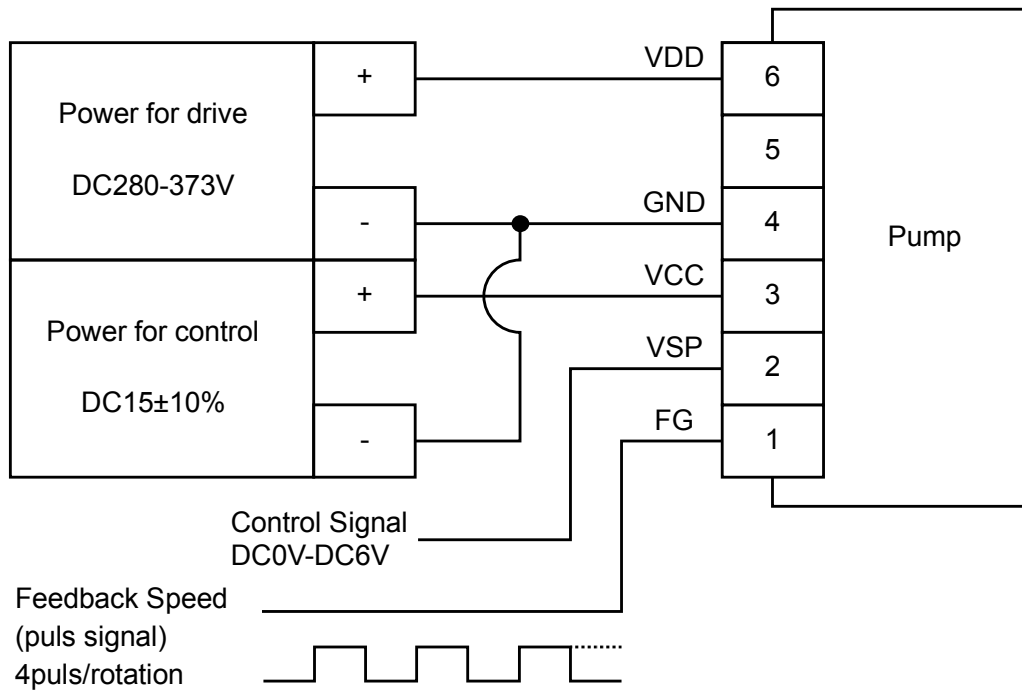 Power for drive
DC280-373V
+
-
Power for control
DC15±10%
+
-
VDD
GND
VCC
VSP
FG
6
5
4
3
2
1
Pump
Control Signal
DC0V-DC6V
Feedback Speed
(puls signal)
4puls/rotation